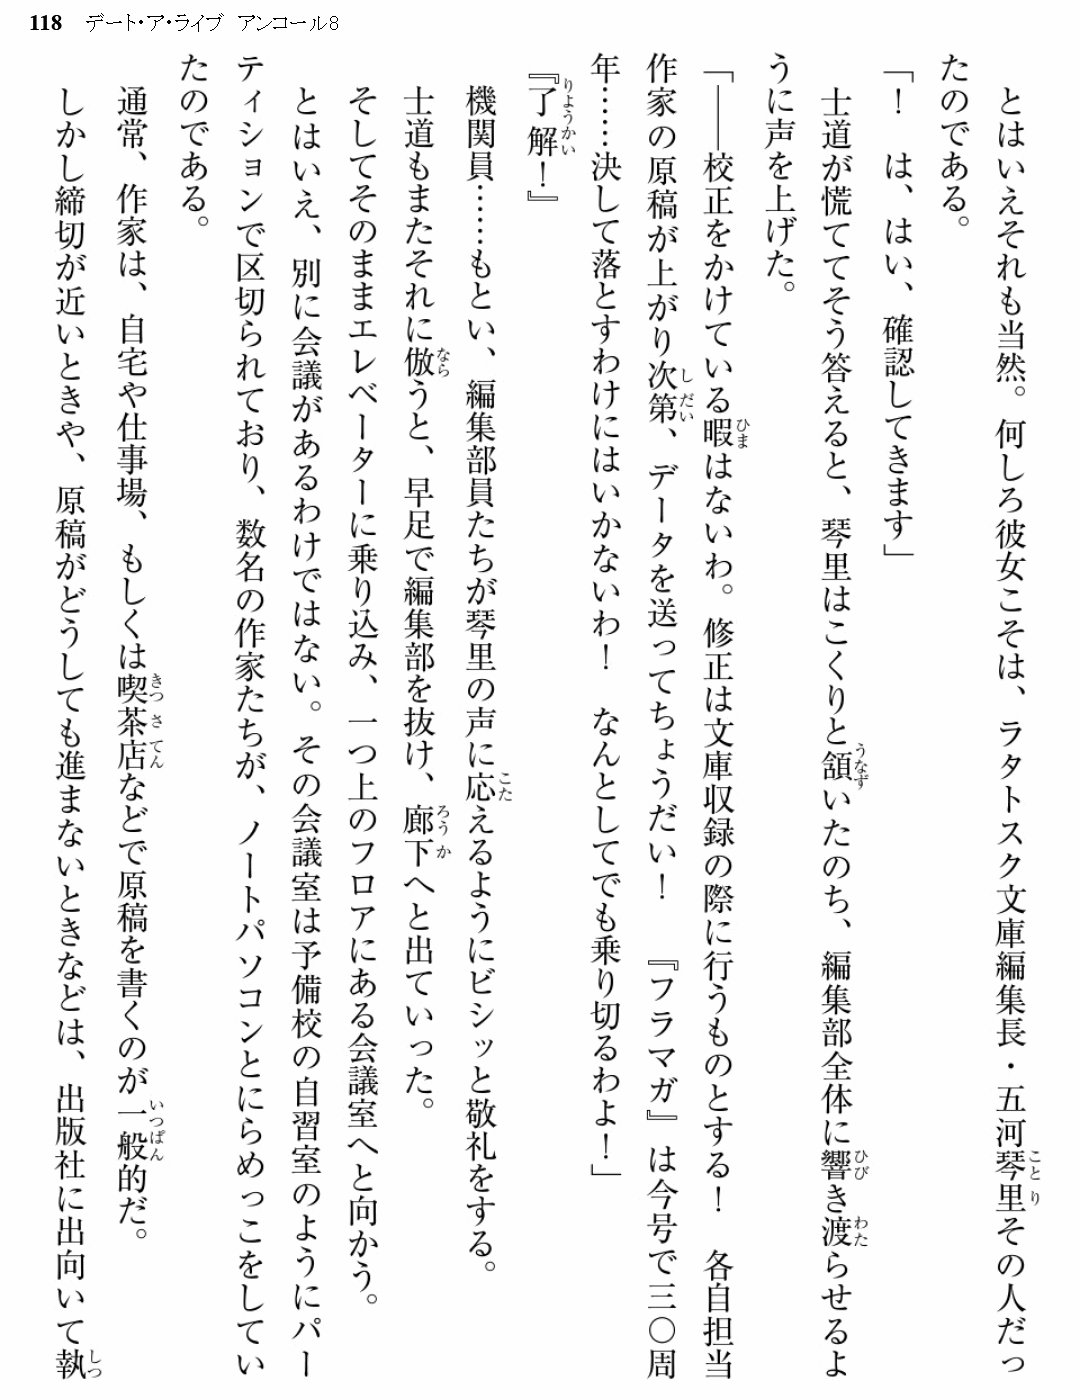 118 デート・ア・ライブ アンコール8
とはいえそれも当然。何しろ彼女こそは、ラタトスク文庫編集長・五河琴里その人だっ
たのである。
「！　は、はい、確認してきます」
士道が慌ててそう答えると、琴里はこくりと頷いたのち、編集部全体に響き渡らせるよ
うに声を上げた。
「――校正をかけている暇はないわ。修正は文庫収録の際に行うものとする！　各自担当
作家の原稿が上がり次第、データを送ってちょうだい！　『フラマガ』は今号で三〇周
年……決して落とすわけにはいかないわ！　なんとしてでも乗り切るわよ！」
『了解！』
機関員……もとい、編集部員たちが琴里の声に応えるようにビシッと敬礼をする。
士道もまたそれに倣うと、早足で編集部を抜け、廊下へと出ていった。
そしてそのままエレベーターに乗り込み、一つ上のフロアにある会議室へと向かう。
とはいえ、別に会議があるわけではない。その会議室は予備校の自習室のようにパー
ティションで区切られており、数名の作家たちが、ノートパソコンとにらめっこをしてい
たのである。
通常、作家は、自宅や仕事場、もしくは喫茶店などで原稿を書くのが一般的だ。
しかし締切が近いときや、原稿がどうしても進まないときなどは、出版社に出向いて執